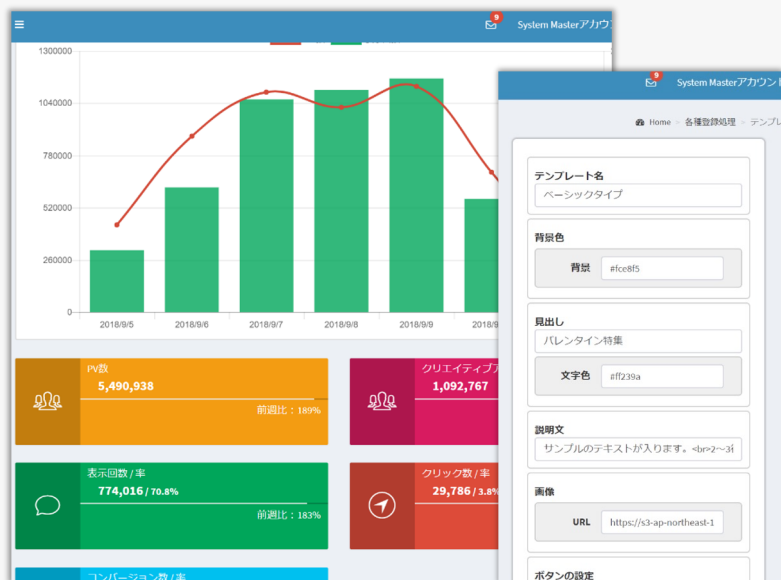 9
System Masterアカウ
1300000
1040000
780000
520000
260000
0
2018/9/5
2018/9/6
2018/9/7
2018/9/8
2018/9/9
2018/9
PV数
5,490,938
前週比：189%
クリエイティブ
1,092,767
表示回数 / 率
774,016 / 70.8%
前週比：183%
クリック数 / 率
29,786 / 3.8%
コンバージョン数 / 率
9
System Masterアカウント
Home
各種登録処理
テンプレ
テンプレート名
ベーシックタイプ
背景色
背景
#fce8f5
見出し
バレンタイン特集
文字色
#ff239a
説明文
サンプルのテキストが入ります。<br>2〜3行
画像
URL
https://s3-ap-northeast-1
ボタンの設定